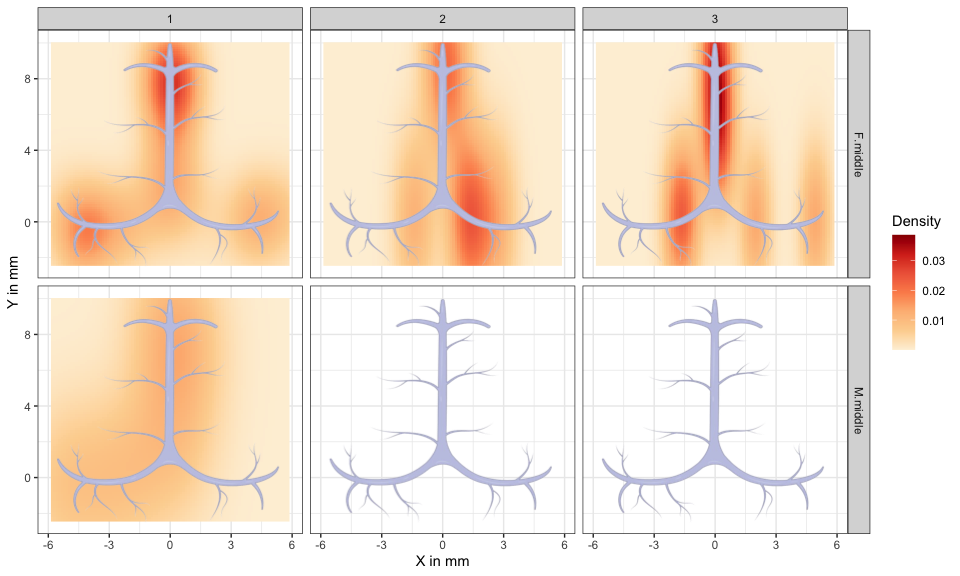 1 2 3
Y in mm
8
4
0
F.middle
8
4
0
M.middle
-6 -3 0 3 6 -6 -3 0 3 6 -6 -3 0 3 6
X in mm
Density
0.03
0.02
0.01